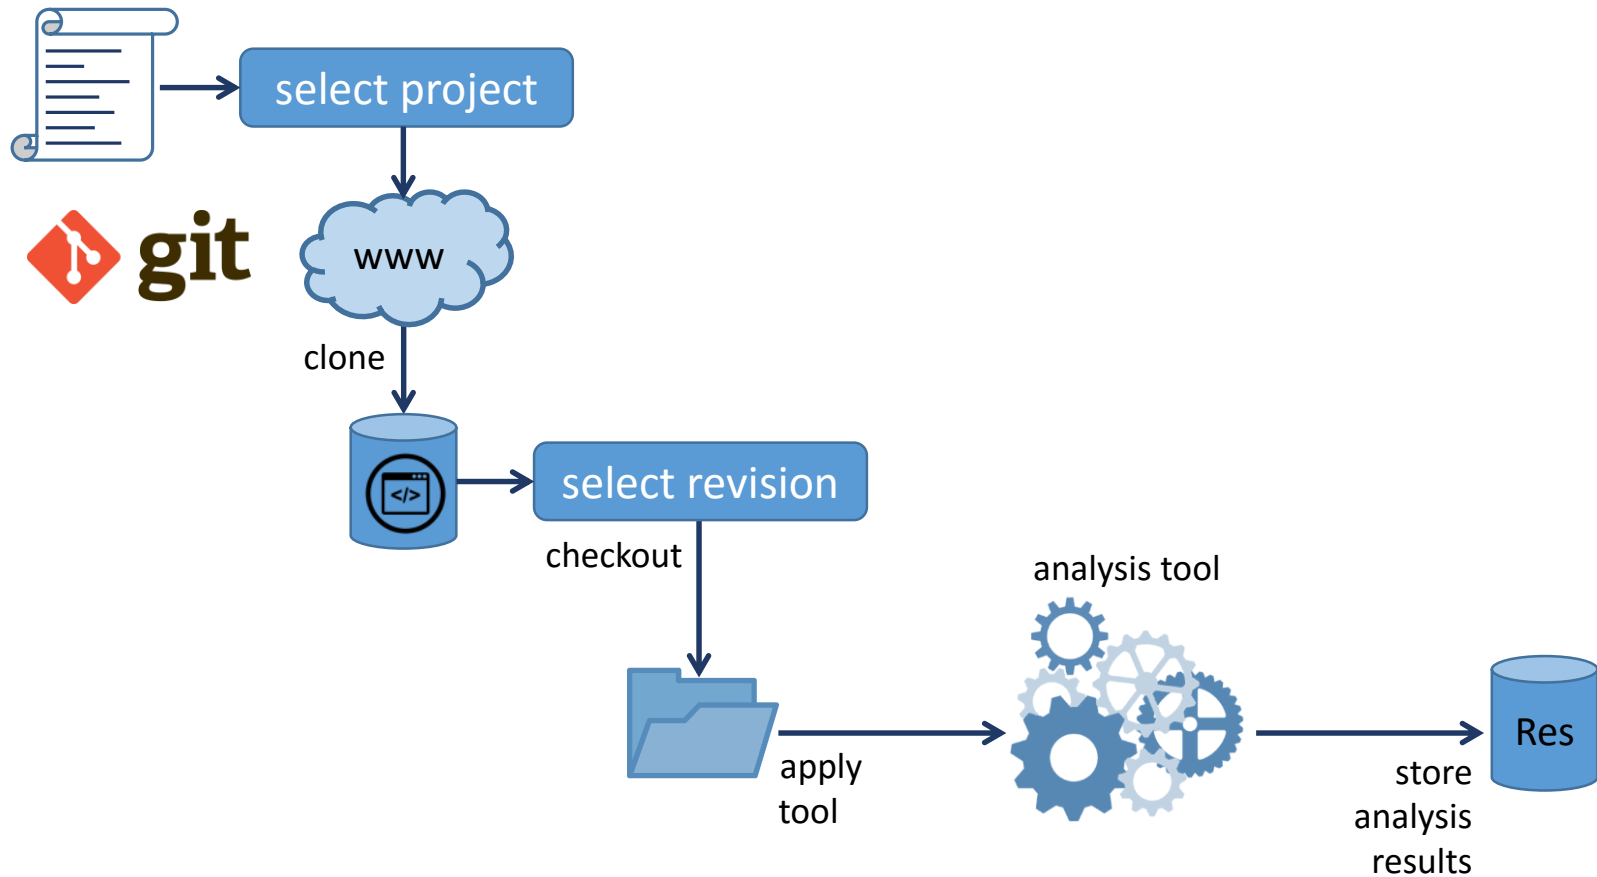 select project
git
www
clone
</>
select revision
checkout
analysis tool
apply
tool
Res
store
analysis
results